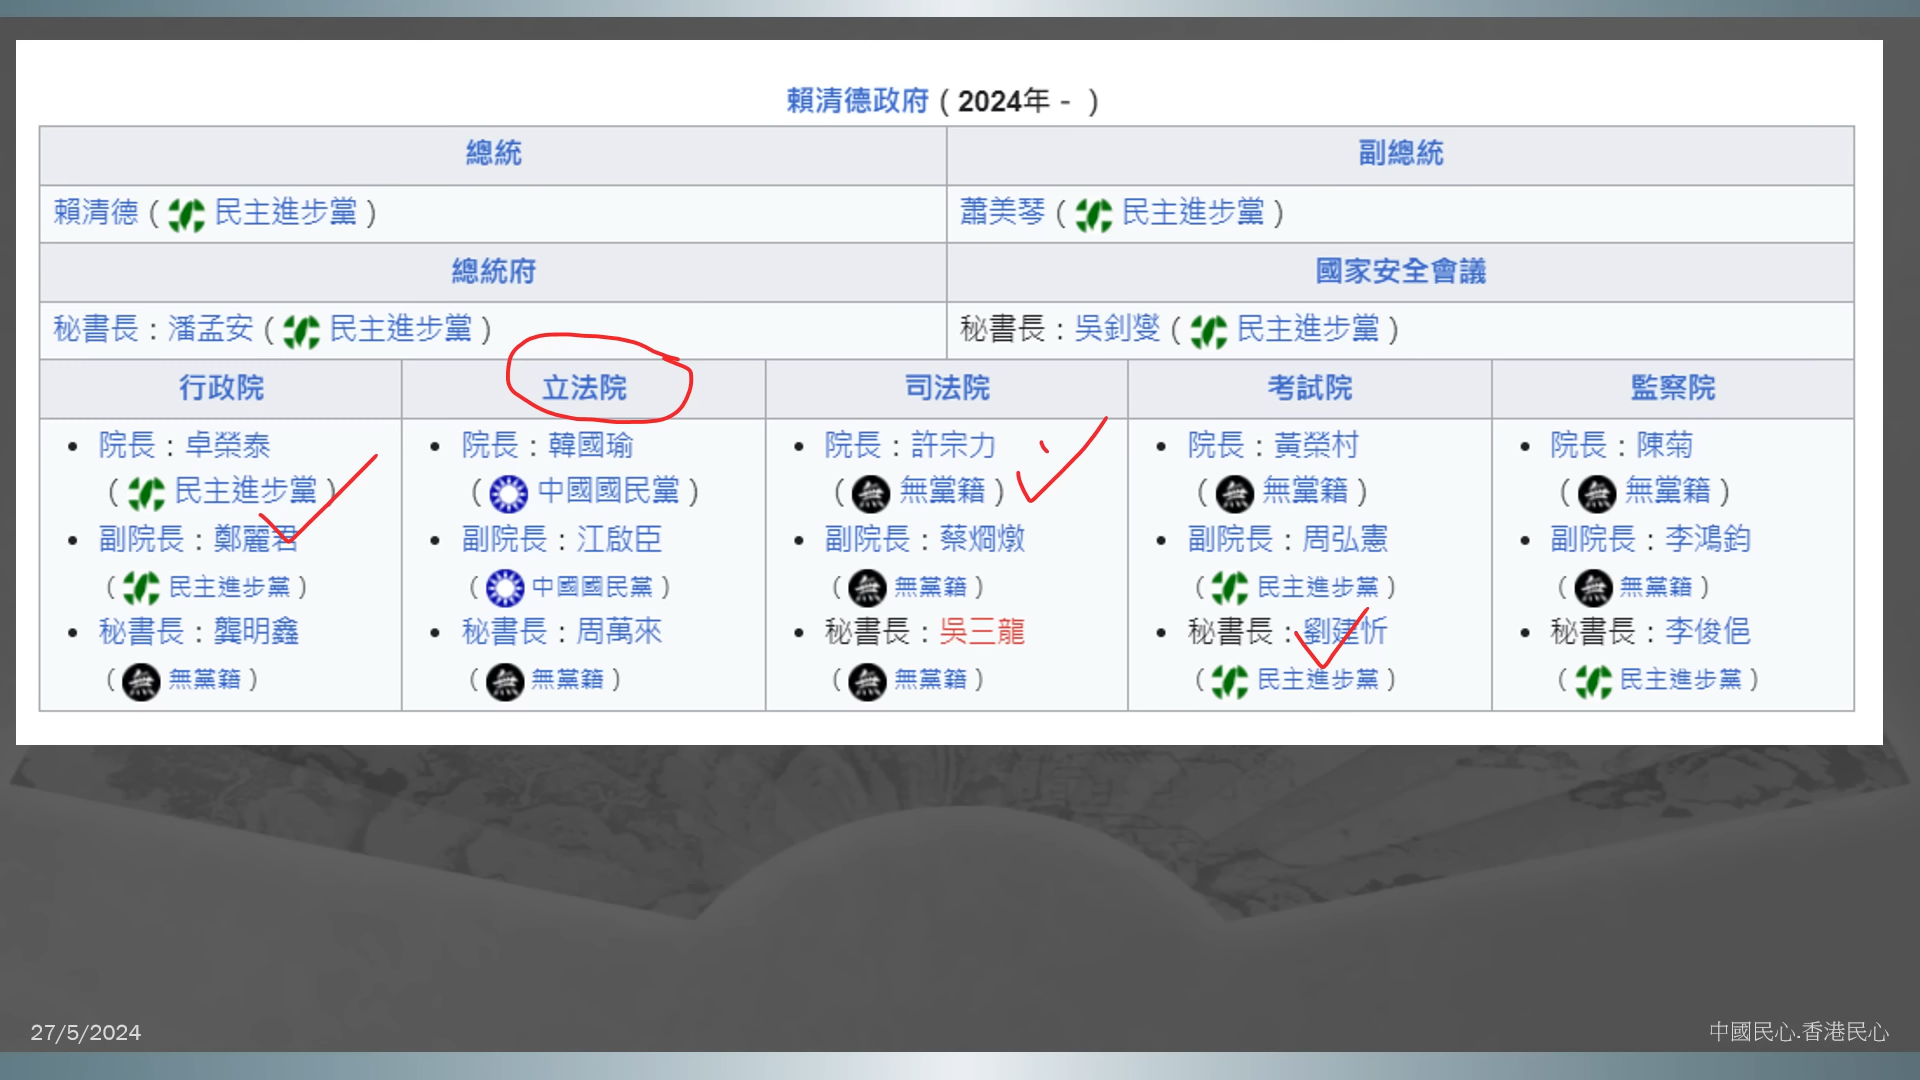 賴清德政府 ( 2024年 - )
總統 副總統
賴清德 ( 民主進步黨 ) 蕭美琴 ( 民主進步黨 )
總統府 國家安全會議
秘書長：潘孟安 ( 民主進步黨 ) 秘書長：吳釗燮 ( 民主進步黨 )
行政院 立法院 司法院 考試院 監察院
• 院長：卓榮泰
( 民主進步黨 )
• 副院長：鄭麗君
( 民主進步黨 )
• 秘書長：龔明鑫
( 無黨籍 )
• 院長：韓國瑜
( 中國國民黨 )
• 副院長：江啟臣
( 中國國民黨 )
• 秘書長：周萬來
( 無黨籍 )
• 院長：許宗力
( 無黨籍 )
• 副院長：蔡烱燉
( 無黨籍 )
• 秘書長：吳三龍
( 無黨籍 )
• 院長：黃榮村
( 無黨籍 )
• 副院長：周弘憲
( 民主進步黨 )
• 秘書長：劉建忻
( 民主進步黨 )
• 院長：陳菊
( 無黨籍 )
• 副院長：李鴻鈞
( 無黨籍 )
• 秘書長：李俊俋
( 民主進步黨 )
27/5/2024
中國民心.香港民心